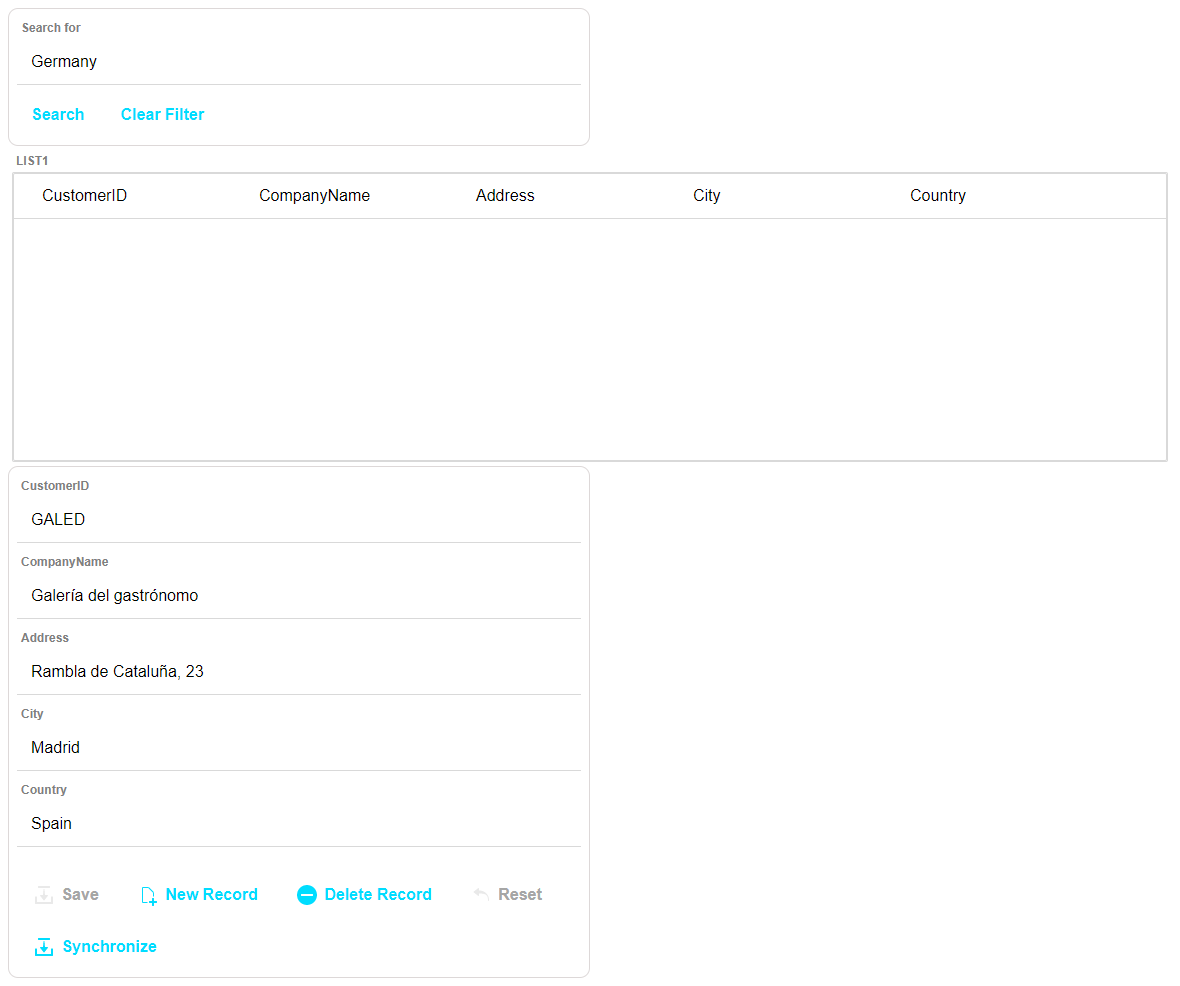 Search for
Germany
Search Clear Filter
LIST1
CustomerID CompanyName Address City Country
CustomerID
GALED
CompanyName
Galería del gastrónomo
Address
Rambla de Cataluña, 23
City
Madrid
Country
Spain
Save New Record Delete Record Reset
Synchronize